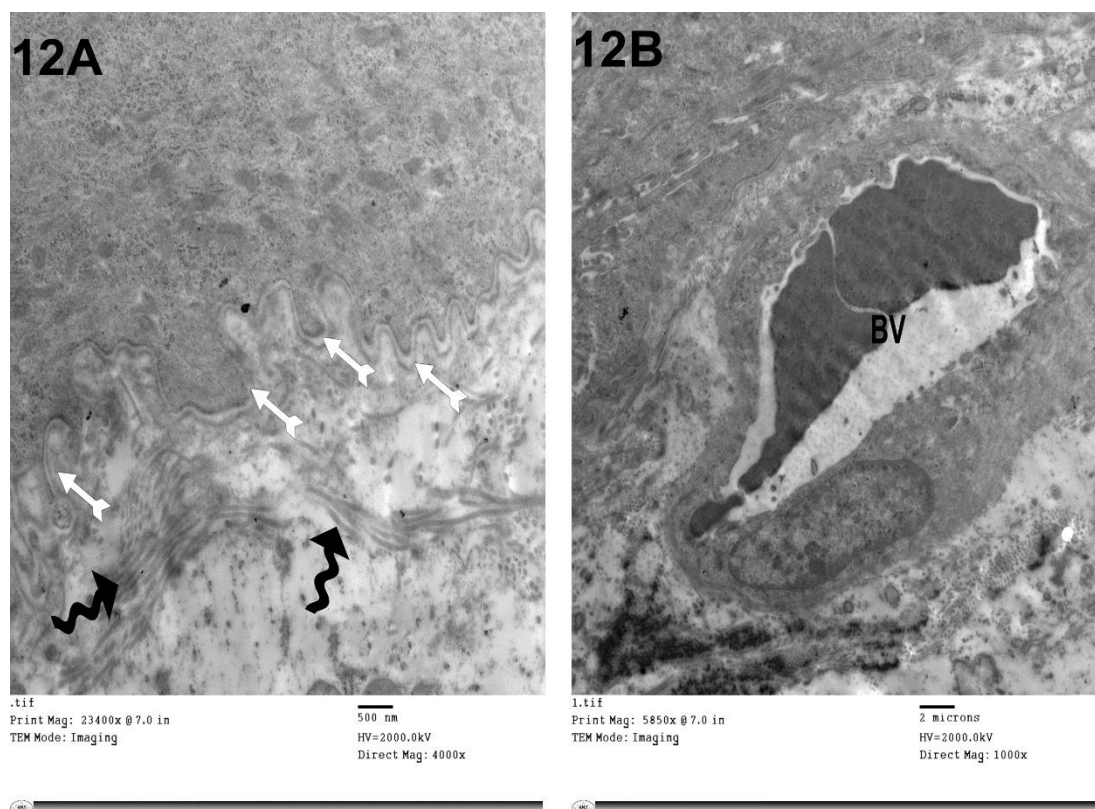 12A
.tif
Print Mag: 23400x @ 7.0 in
TEM Mode: Imaging
500 nm
HV=2000.0kV
Direct Mag: 4000x
12B
BV
1.tif
Print Mag: 5850x @ 7.0 in
TEM Mode: Imaging
2 microns
HV=2000.0kV
Direct Mag: 1000x